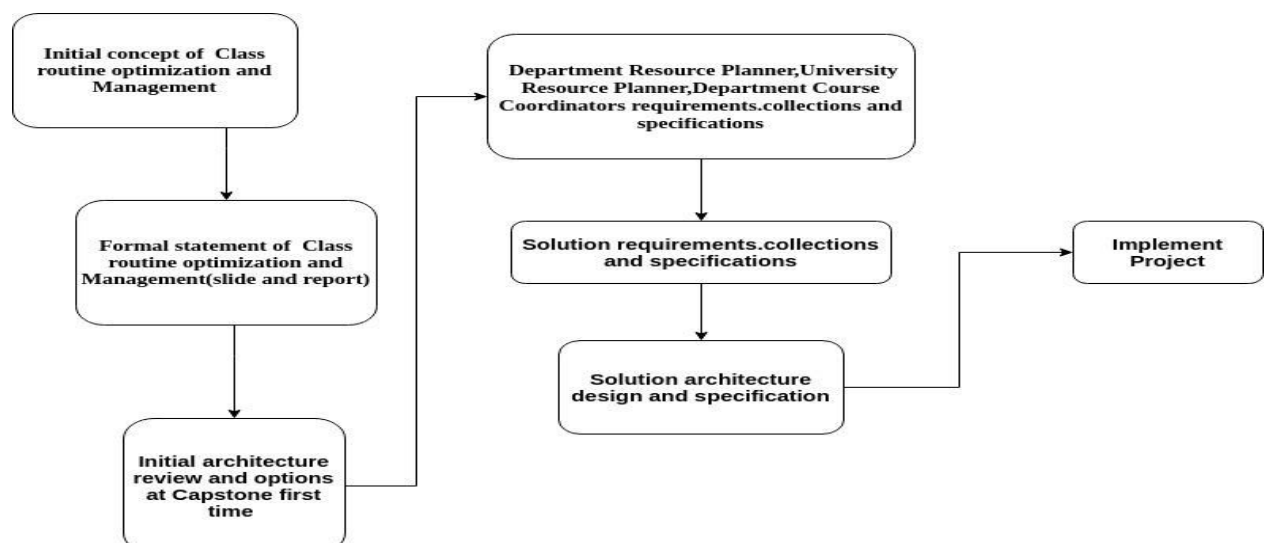 Initial concept of  Class
routine optimization and
Management
Formal statement of  Class
routine optimization and
Management(slide and report)
Initial architecture
review and options
at Capstone first
time
Department Resource Planner,University
Resource Planner,Department Course
Coordinators requirements.collections and
specifications
Solution requirements.collections
and specifications
Solution architecture
design and specification
Implement
Project